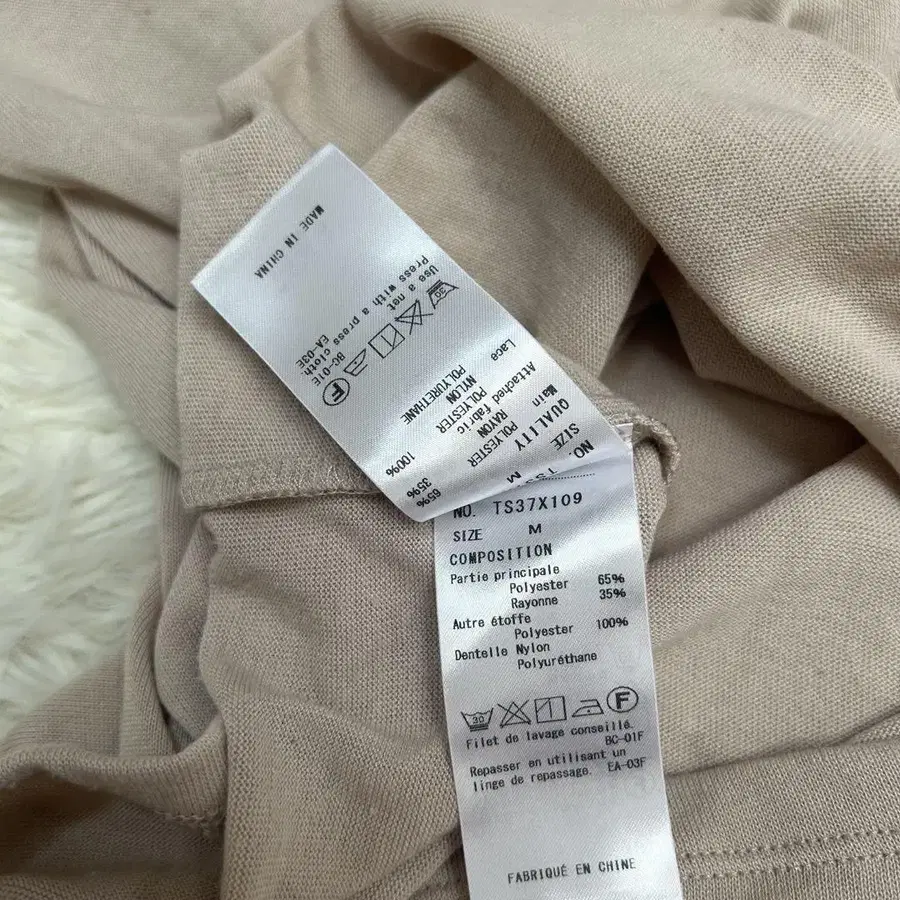 MADE IN CHINA
Use a net
Press with a press cloth.
BC-01E
EA-03E
30
F
NO. TS3
SIZE M
QUALITY
Main POLYESTER 65%
RAYON 35%
Attached fabric
POLYESTER 100%
Lace NYLON
POLYURETHANE
NO. TS37X109
SIZE M
COMPOSITION
Partie principale
Polyester 65%
Rayonne 35%
Autre étoffe
Polyester 100%
Dentelle Nylon
Polyuréthane
30
F
Filet de lavage conseillé.
BC-01F
Repasser en utilisant un
linge de repassage. EA-03F
FABRIQUÉ EN CHINE